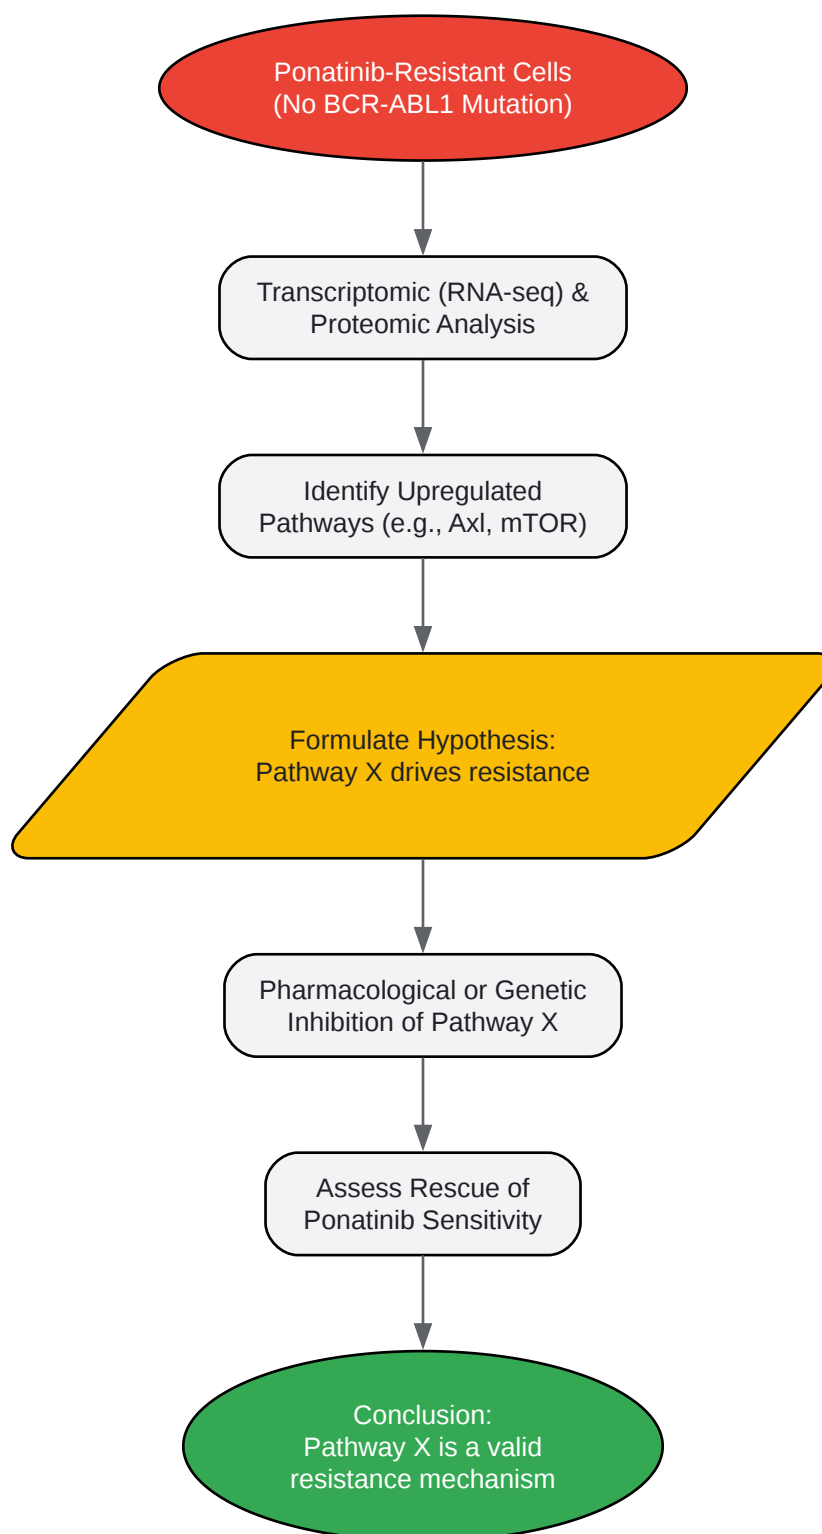 Ponatinib-Resistant Cells
(No BCR-ABL1 Mutation)
Transcriptomic (RNA-seq) &
Proteomic Analysis
Identify Upregulated
Pathways (e.g., Axl, mTOR)
Formulate Hypothesis:
Pathway X drives resistance
Pharmacological or Genetic
Inhibition of Pathway X
Assess Rescue of
Ponatinib Sensitivity
Conclusion:
Pathway X is a valid
resistance mechanism